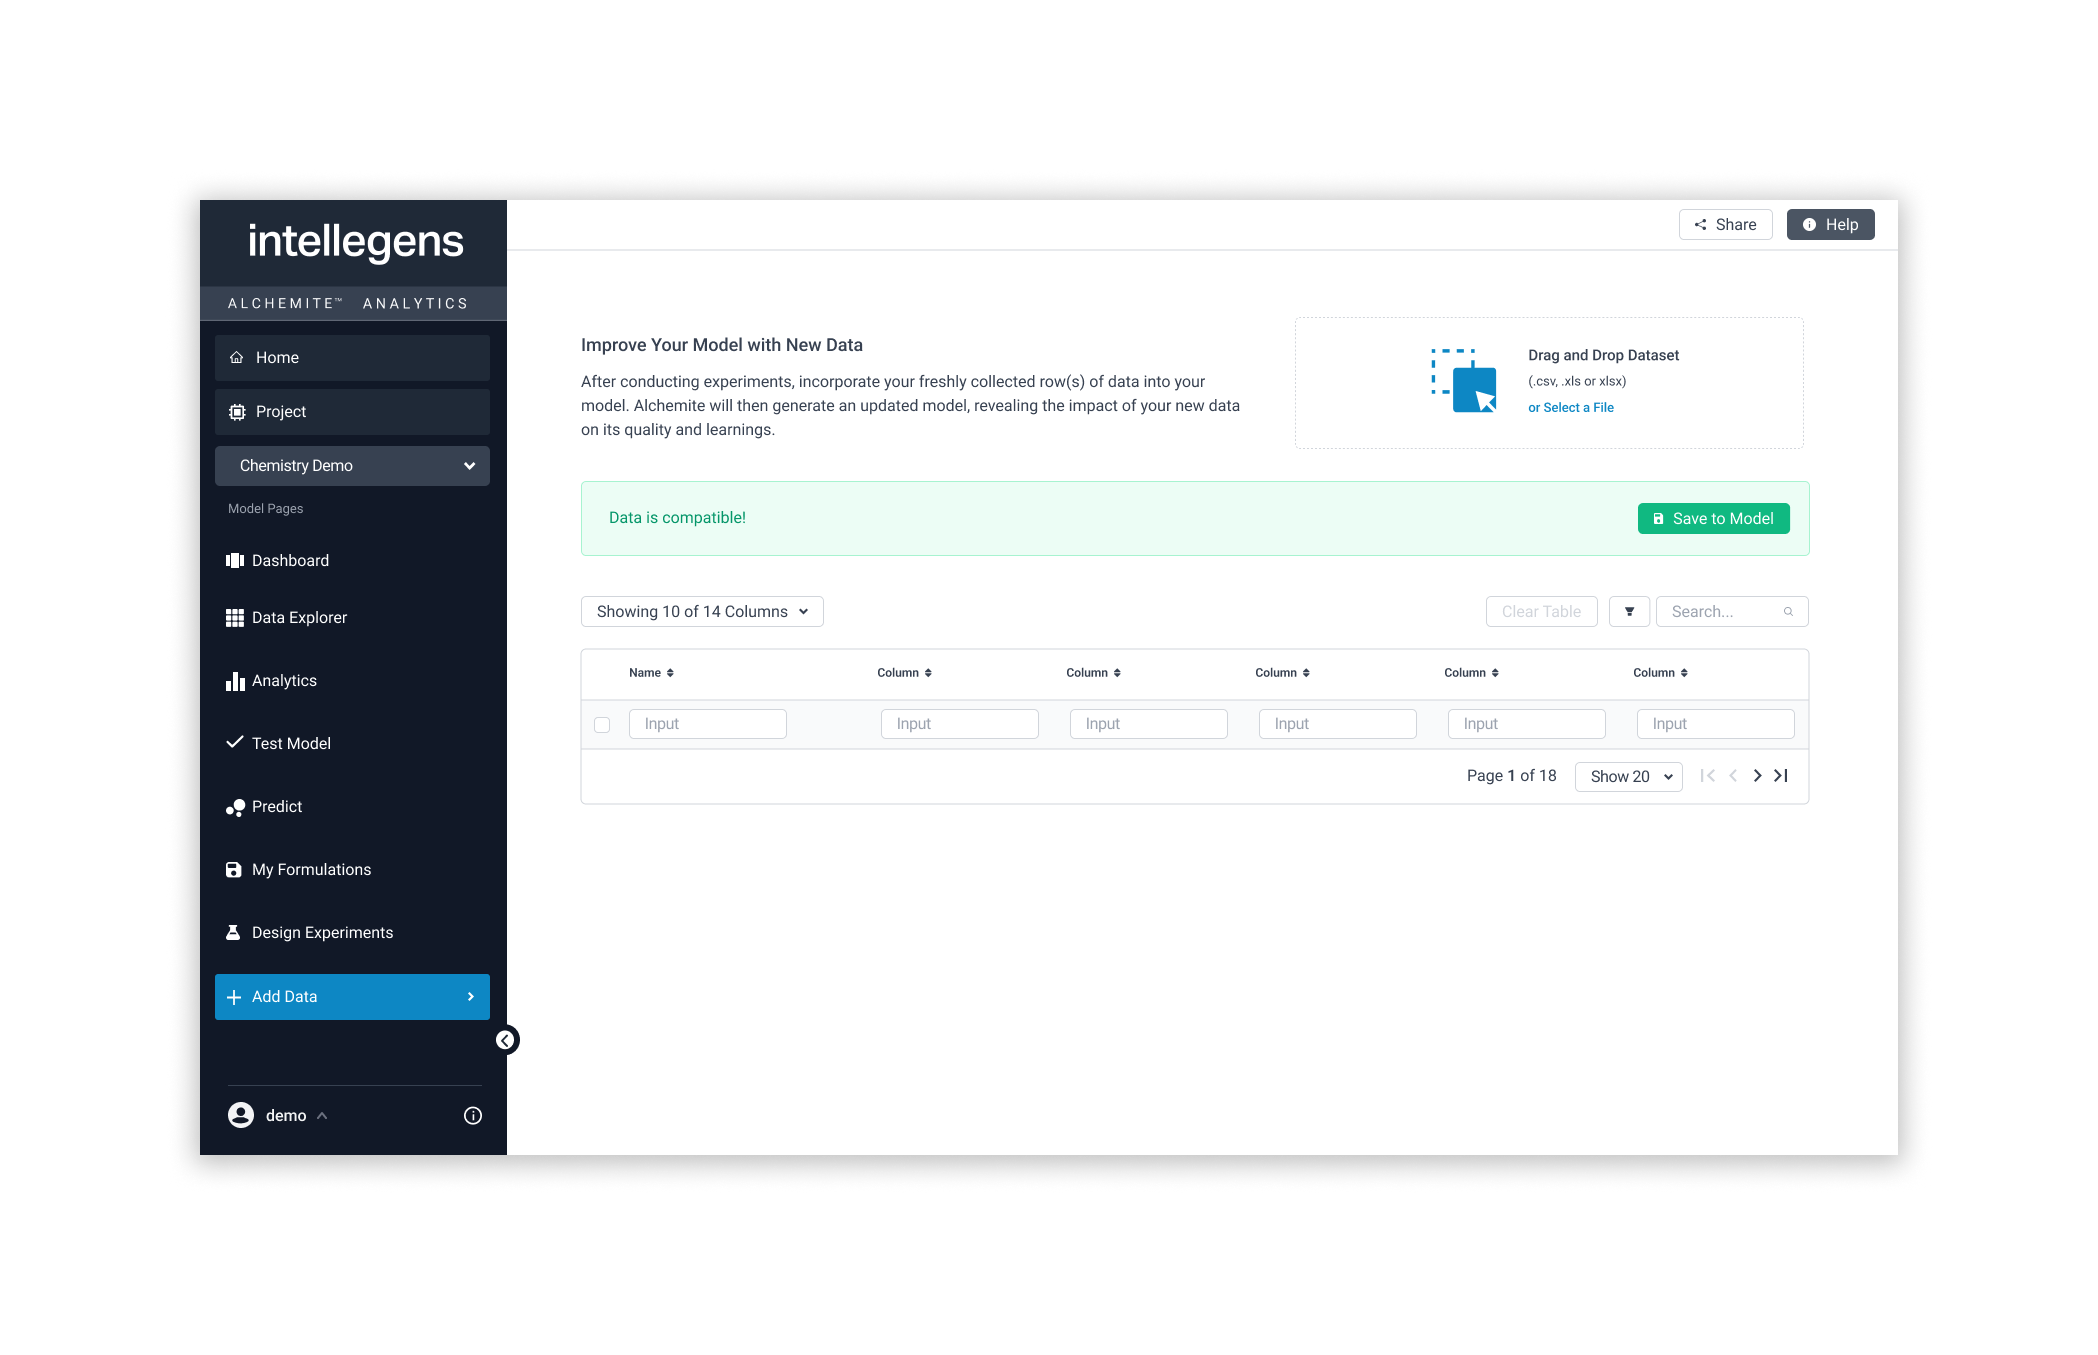 intellegens
ALCHEMITE™ ANALYTICS
Home
Project
Chemistry Demo
Model Pages
Dashboard
Data Explorer
Analytics
Test Model
Predict
My Formulations
Design Experiments
Add Data
demo
Share
Help
Improve Your Model with New Data
After conducting experiments, incorporate your freshly collected row(s) of data into your
model. Alchemite will then generate an updated model, revealing the impact of your new data
on its quality and learnings.
Drag and Drop Dataset
(.csv, .xls or xlsx)
or Select a File
Data is compatible!
Save to Model
Showing 10 of 14 Columns
Clear Table
Search...
Name Column Column Column Column Column
Input Input Input Input Input Input
Page 1 of 18 Show 20